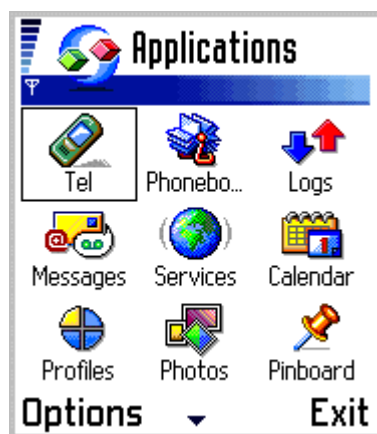 Applications
Tel Phonebo... Logs
Messages Services Calendar
Profiles Photos Pinboard
Options Exit